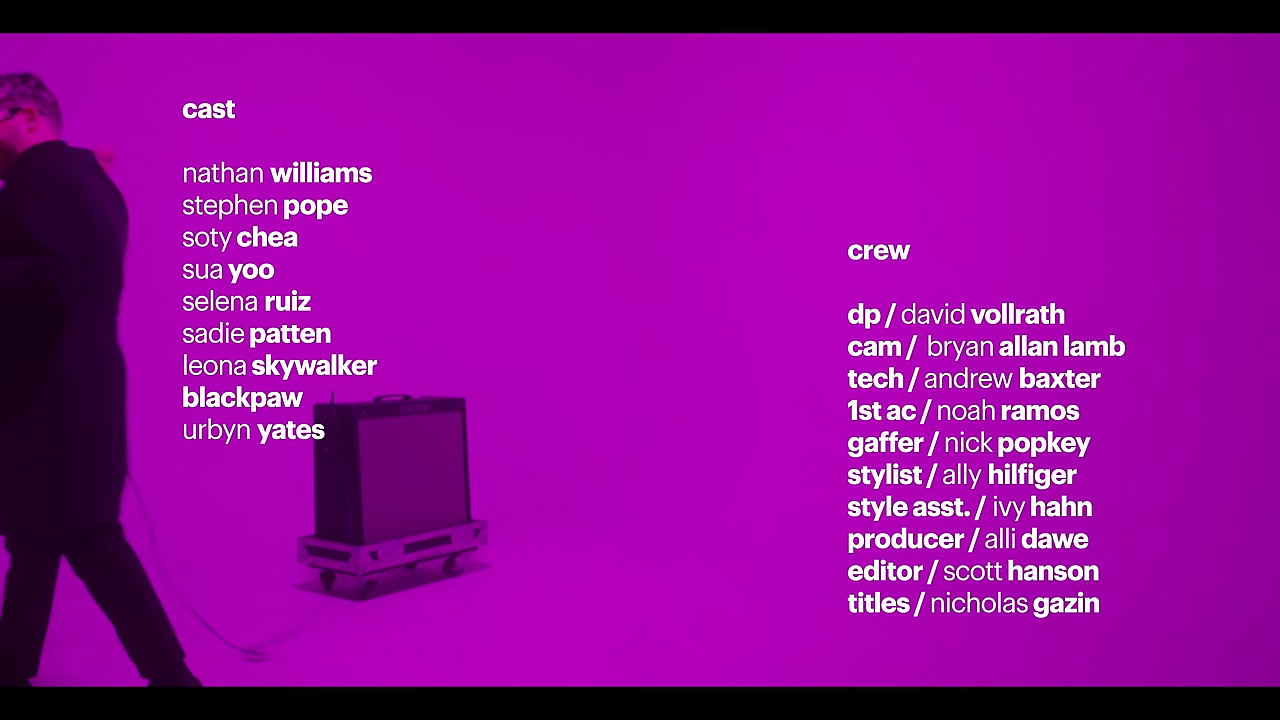 cast
nathan williams
stephen pope
soty chea
sua yoo
selena ruiz
sadie patten
leona skywalker
blackpaw
urbyn yates
crew
dp / david vollrath
cam / bryan allan lamb
tech / andrew baxter
1st ac / noah ramos
gaffer / nick popkey
stylist / ally hilfiger
style asst. / ivy hahn
producer / alli dawe
editor / scott hanson
titles / nicholas gazin